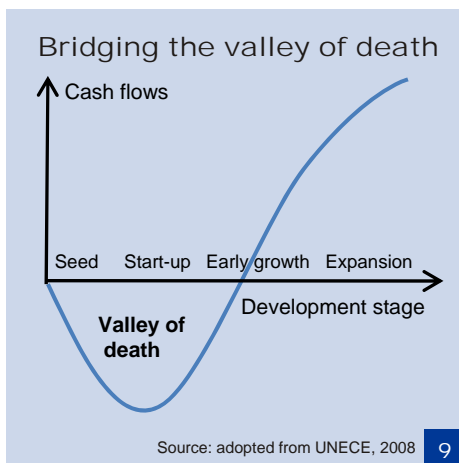 Bridging the valley of death
Cash flows
Seed Start-up Early growth Expansion
Development stage
Valley of
death
Source: adopted from UNECE, 2008
9